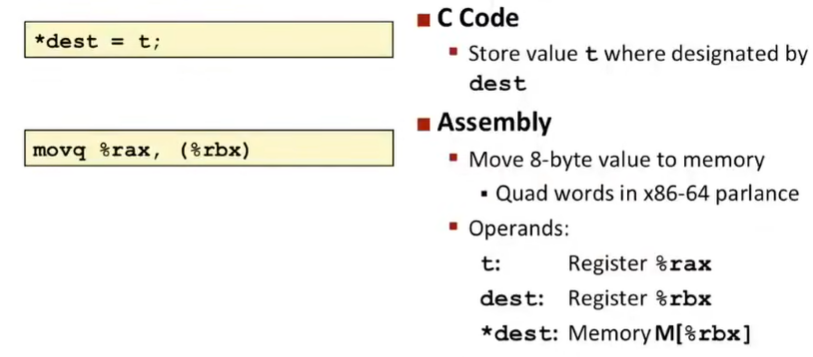 *dest = t;
■ C Code
▪ Store value t where designated by
dest
movq %rax, (%rbx)
■ Assembly
▪ Move 8-byte value to memory
▪ Quad words in x86-64 parlance
▪ Operands:
t: Register %rax
dest: Register %rbx
*dest: Memory M[%rbx]